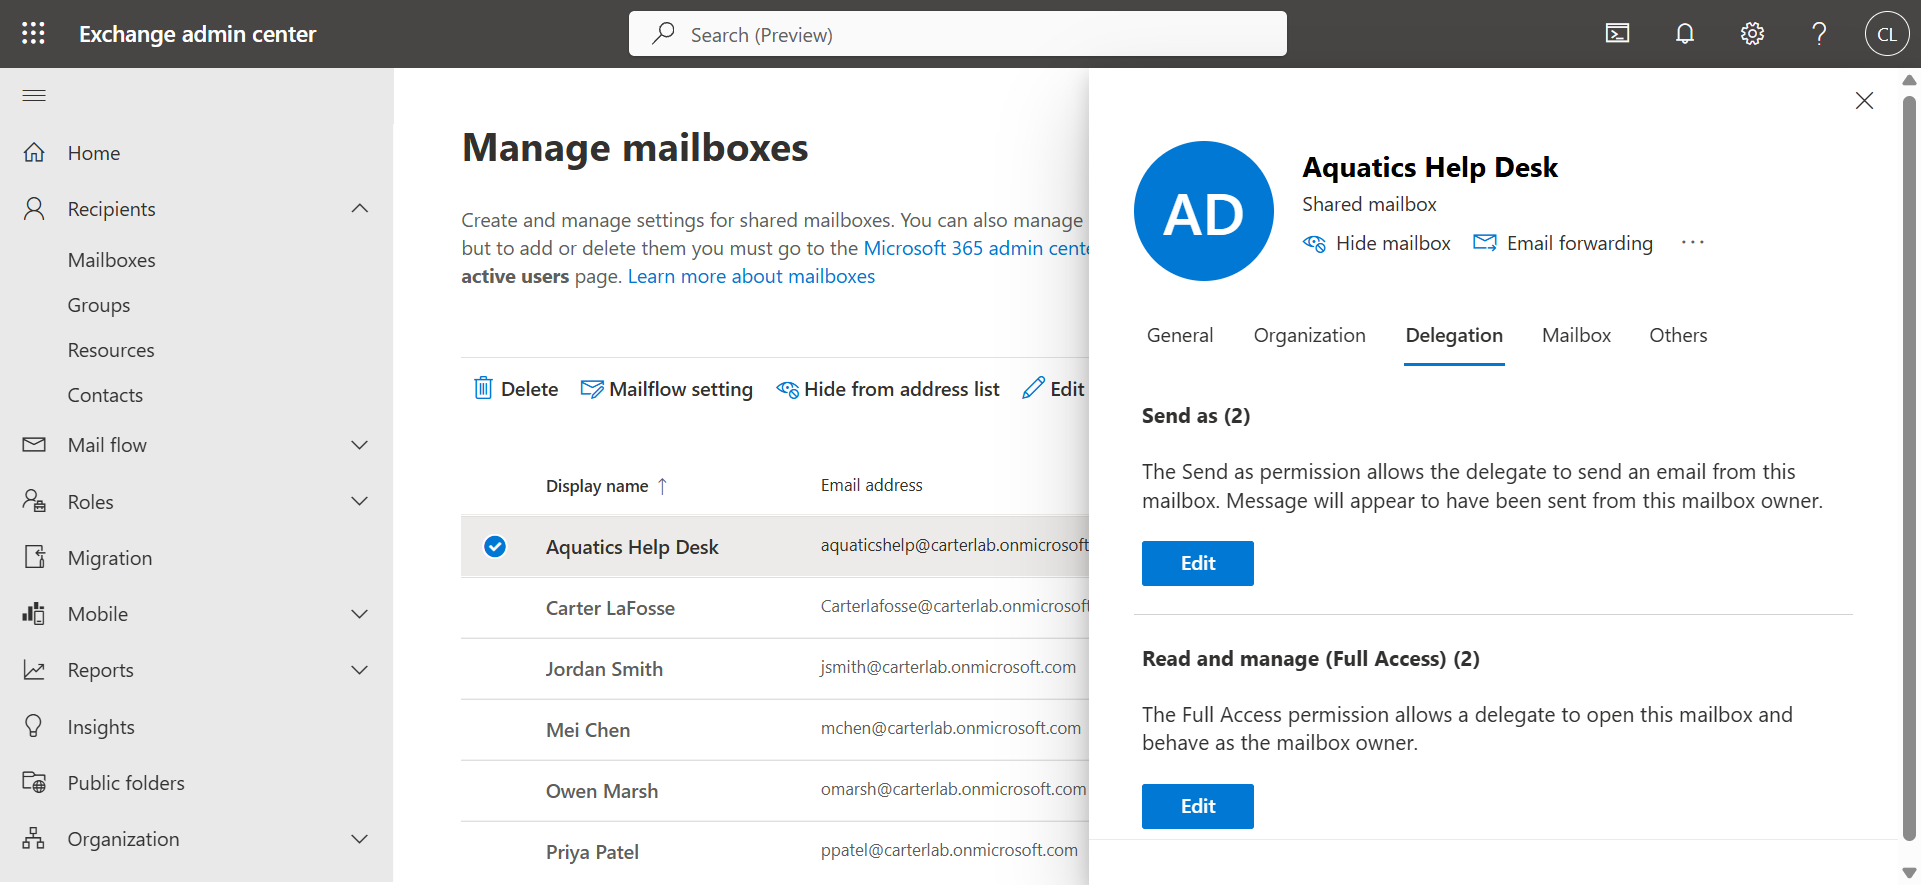 Exchange admin center
Search (Preview)
CL
Home
Recipients
Mailboxes
Groups
Resources
Contacts
Mail flow
Roles
Migration
Mobile
Reports
Insights
Public folders
Organization
Manage mailboxes
Create and manage settings for shared mailboxes. You can also manage
but to add or delete them you must go to the Microsoft 365 admin cente
active users page. Learn more about mailboxes
Delete Mailflow setting Hide from address list Edit
Display name ↑ Email address
Aquatics Help Desk aquaticshelp@carterlab.onmicrosoft
Carter LaFosse Carterlafosse@carterlab.onmicrosoft
Jordan Smith jsmith@carterlab.onmicrosoft.com
Mei Chen mchen@carterlab.onmicrosoft.com
Owen Marsh omarsh@carterlab.onmicrosoft.com
Priya Patel ppatel@carterlab.onmicrosoft.com
AD
Aquatics Help Desk
Shared mailbox
Hide mailbox Email forwarding ...
General Organization Delegation Mailbox Others
Send as (2)
The Send as permission allows the delegate to send an email from this
mailbox. Message will appear to have been sent from this mailbox owner.
Edit
Read and manage (Full Access) (2)
The Full Access permission allows a delegate to open this mailbox and
behave as the mailbox owner.
Edit